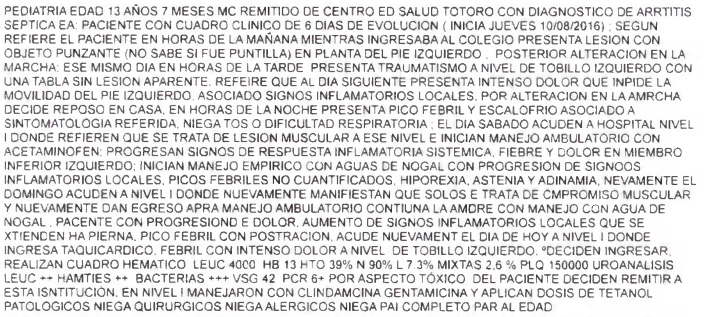 PEDIATRIA EDAD 13 AÑOS 7 MESES MC REMITIDO DE CENTRO ED SALUD TOTORO CON DIAGNOSTICO DE ARRTITIS
SEPTICA EA: PACIENTE CON CUADRO CLINICO DE 6 DIAS DE EVOLUCION ( INICIA JUEVES 10/08/2016) ; SEGUN
REFIERE EL PACIENTE EN HORAS DE LA MAÑANA MIENTRAS INGRESABA AL COLEGIO PRESENTA LESION CON
OBJETO PUNZANTE (NO SABE SI FUE PUNTILLA) EN PLANTA DEL PIE IZQUIERDO , POSTERIOR ALTERACION EN LA
MARCHA; ESE MISMO DIA EN HORAS DE LA TARDE PRESENTA TRAUMATISMO A NIVEL DE TOBILLO IZQUIERDO CON
UNA TABLA SIN LESION APARENTE. REFEIRE QUE AL DIA SIGUIENTE PRESENTA INTENSO DOLOR QUE INPIDE LA
MOVILIDAD DEL PIE IZQUIERDO, ASOCIADO SIGNOS INFLAMATORIOS LOCALES. POR ALTERACION EN LA AMRCHA
DECIDE REPOSO EN CASA, EN HORAS DE LA NOCHE PRESENTA PICO FEBRIL Y ESCALOFRIO ASOCIADO A
SINTOMATOLOGIA REFERIDA, NIEGA TOS O DIFICULTAD RESPIRATORIA ; EL DIA SABADO ACUDEN A HOSPITAL NIVEL
I DONDE REFIEREN QUE SE TRATA DE LESION MUSCULAR A ESE NIVEL E INICIAN MANEJO AMBULATORIO CON
ACETAMINOFEN; PROGRESAN SIGNOS DE RESPUESTA INFLAMATORIA SISTEMICA, FIEBRE Y DOLOR EN MIEMBRO
INFERIOR IZQUIERDO; INICIAN MANEJO EMPIRICO CON AGUAS DE NOGAL CON PROGRESION DE SIGNOOS
INFLAMATORIOS LOCALES, PICOS FEBRILES NO CUANTIFICADOS, HIPOREXIA, ASTENIA Y ADINAMIA, NEVAMENTE EL
DOMINGO ACUDEN A NIVEL I DONDE NUEVAMENTE MANIFIESTAN QUE SOLOS E TRATA DE CMPROMISO MUSCULAR
Y NUEVAMENTE DAN EGRESO APRA MANEJO AMBULATORIO CONTIUNA LA AMDRE CON MANEJO CON AGUA DE
NOGAL , PACENTE CON PROGRESIOND E DOLOR, AUMENTO DE SIGNOS INFLAMATORIOS LOCALES QUE SE
XTIENDEN HA PIERNA, PICO FEBRIL CON POSTRACION, ACUDE NUEVAMENT EL DIA DE HOY A NIVEL I DONDE
INGRESA TAQUICARDICO, FEBRIL CON INTENSO DOLOR A NIVEL DE TOBILLO IZQUIERDO. °DECIDEN INGRESAR,
REALIZAN CUADRO HEMATICO LEUC 4000 HB 13 HTO 39% N 90% L 7.3% MIXTAS 2,6 % PLQ 150000 UROANALISIS
LEUC ++ HAMTIES ++ BACTERIAS +++ VSG 42 PCR 6+ POR ASPECTO TÓXICO DEL PACIENTE DECIDEN REMITIR A
ESTA ISNTITUCIÓN. EN NIVEL I MANEJARON CON CLINDAMCINA GENTAMICINA Y APLICAN DOSIS DE TETANOL
PATOLOGICOS NIEGA QUIRURGICOS NIEGA ALERGICOS NIEGA PAI COMPLETO PAR AL EDAD